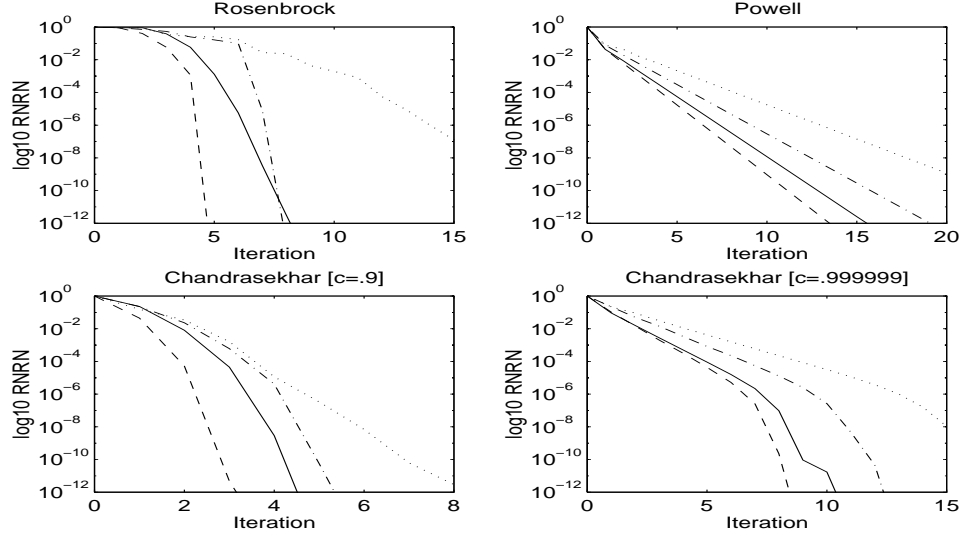 Rosenbrock
10^0
10^-2
10^-4
10^-6
10^-8
10^-10
10^-12
log10 RNRN
0 5 10 15
Iteration
Powell
10^0
10^-2
10^-4
10^-6
10^-8
10^-10
10^-12
log10 RNRN
0 5 10 15 20
Iteration
Chandrasekhar [c=.9]
10^0
10^-2
10^-4
10^-6
10^-8
10^-10
10^-12
log10 RNRN
0 2 4 6 8
Iteration
Chandrasekhar [c=.999999]
10^0
10^-2
10^-4
10^-6
10^-8
10^-10
10^-12
log10 RNRN
0 5 10 15
Iteration